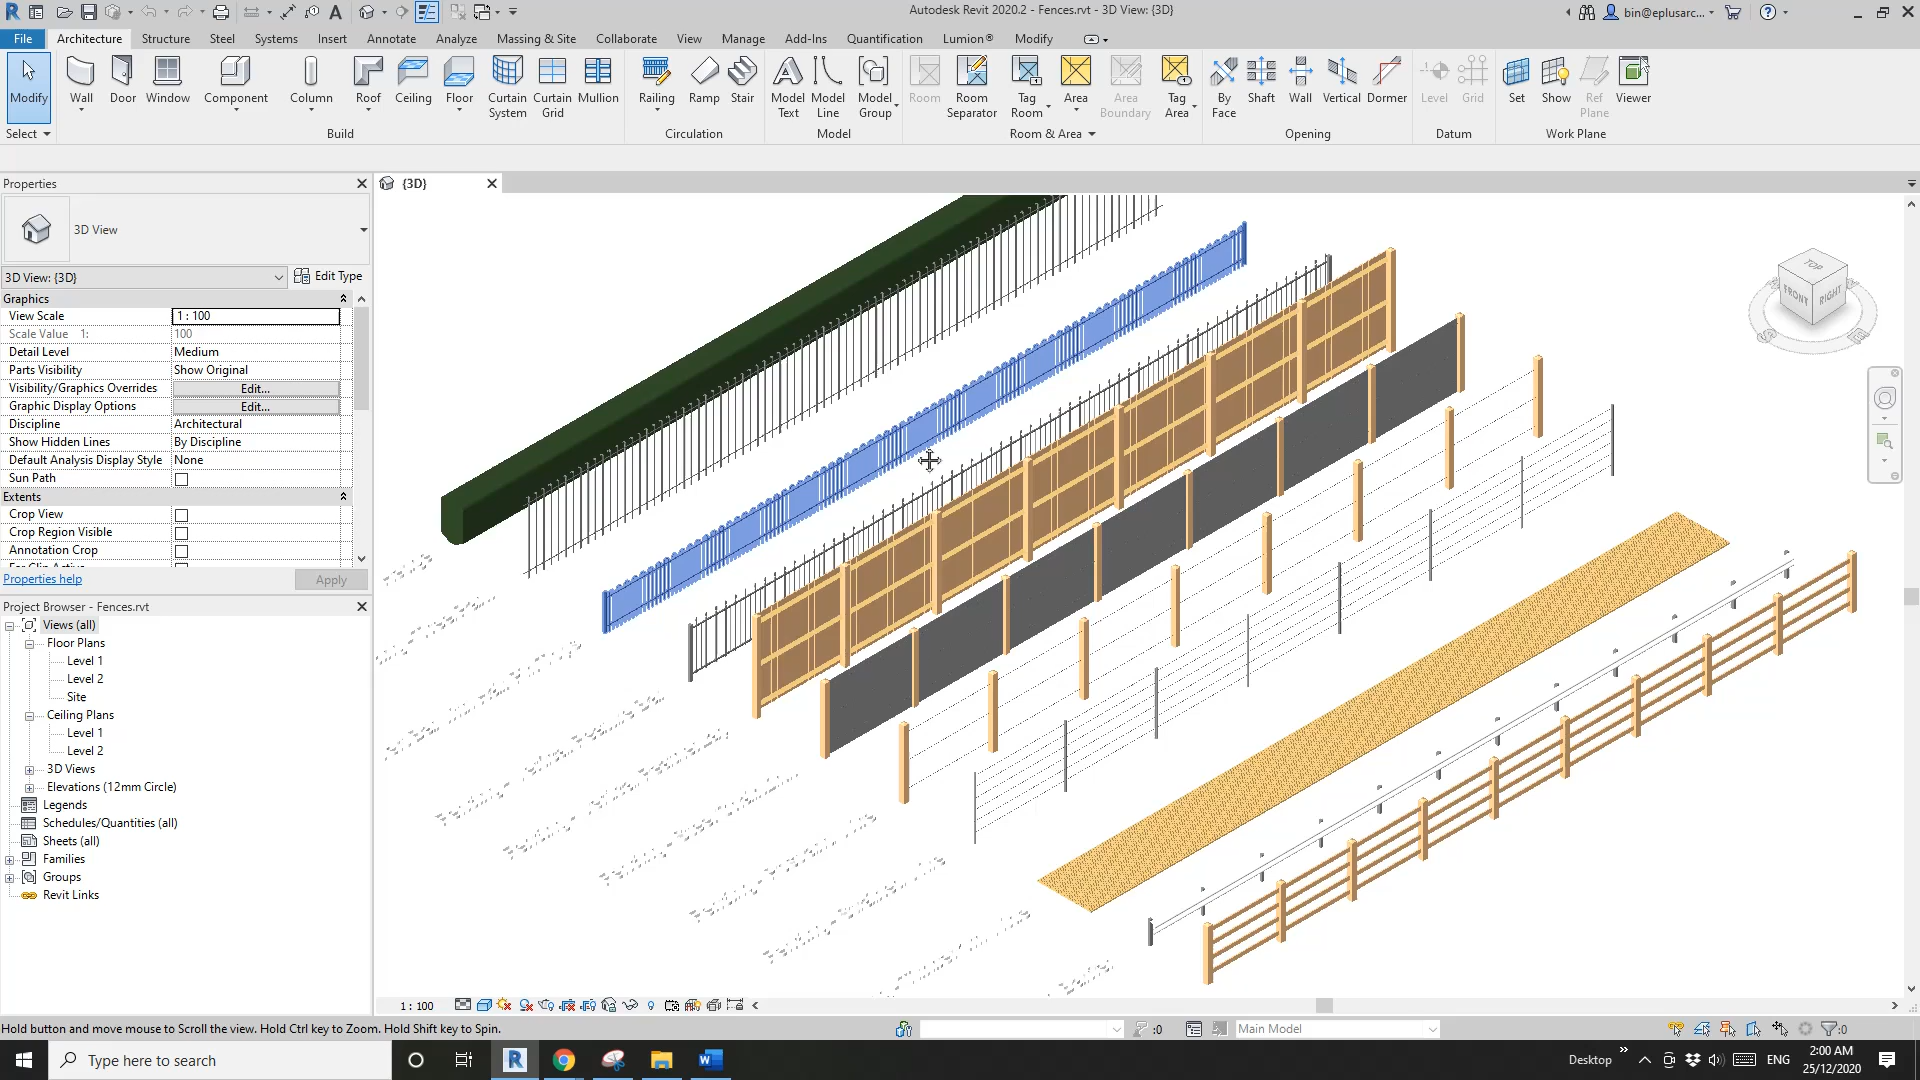 Autodesk Revit 2020.2 - Fences.rvt - 3D View: {3D}
bin@eplusarc...
File Architecture Structure Steel Systems Insert Annotate Analyze Massing & Site Collaborate View Manage Add-Ins Quantification Lumion® Modify
Modify Wall Door Window Component Column Roof Ceiling Floor Curtain System Curtain Grid Mullion Railing Ramp Stair Model Text Model Line Model Group Room Room Separator Tag Room Area Area Boundary Tag Area By Face Shaft Wall Vertical Dormer Level Grid Set Show Ref Plane Viewer
Select Build Circulation Model Room & Area Opening Datum Work Plane
Properties
{3D}
3D View
3D View: {3D} Edit Type
Graphics
View Scale 1 : 100
Scale Value 1: 100
Detail Level Medium
Parts Visibility Show Original
Visibility/Graphics Overrides Edit...
Graphic Display Options Edit...
Discipline Architectural
Show Hidden Lines By Discipline
Default Analysis Display Style None
Sun Path
Extents
Crop View
Crop Region Visible
Annotation Crop
Properties help Apply
Project Browser - Fences.rvt
Views (all)
Floor Plans
Level 1
Level 2
Site
Ceiling Plans
Level 1
Level 2
3D Views
Elevations (12mm Circle)
Legends
Schedules/Quantities (all)
Sheets (all)
Families
Groups
Revit Links
TOP
FRONT
RIGHT
1 : 100
Hold button and move mouse to Scroll the view. Hold Ctrl key to Zoom. Hold Shift key to Spin.
:0
Main Model
:0
Type here to search
Desktop
ENG
2:00 AM
25/12/2020